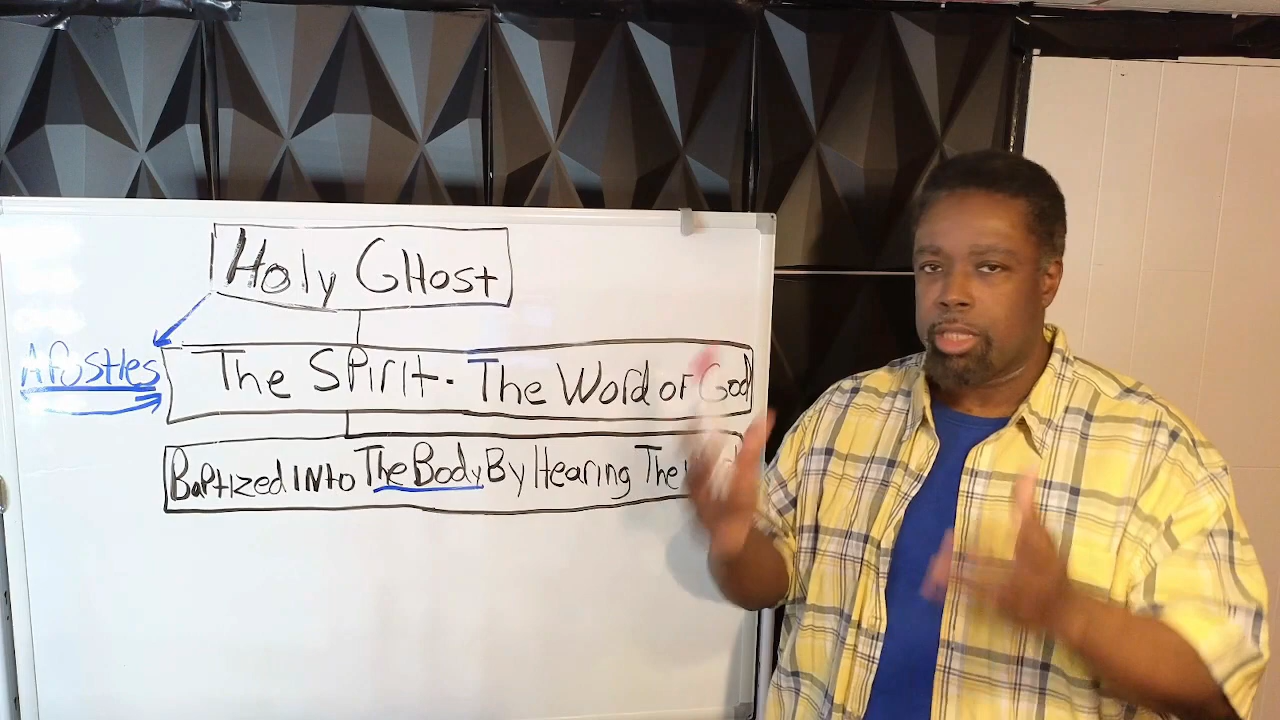 Holy GHost
Apostles
The SPirIt. The Word oF God
BaPtized INto The Body By Hearing The